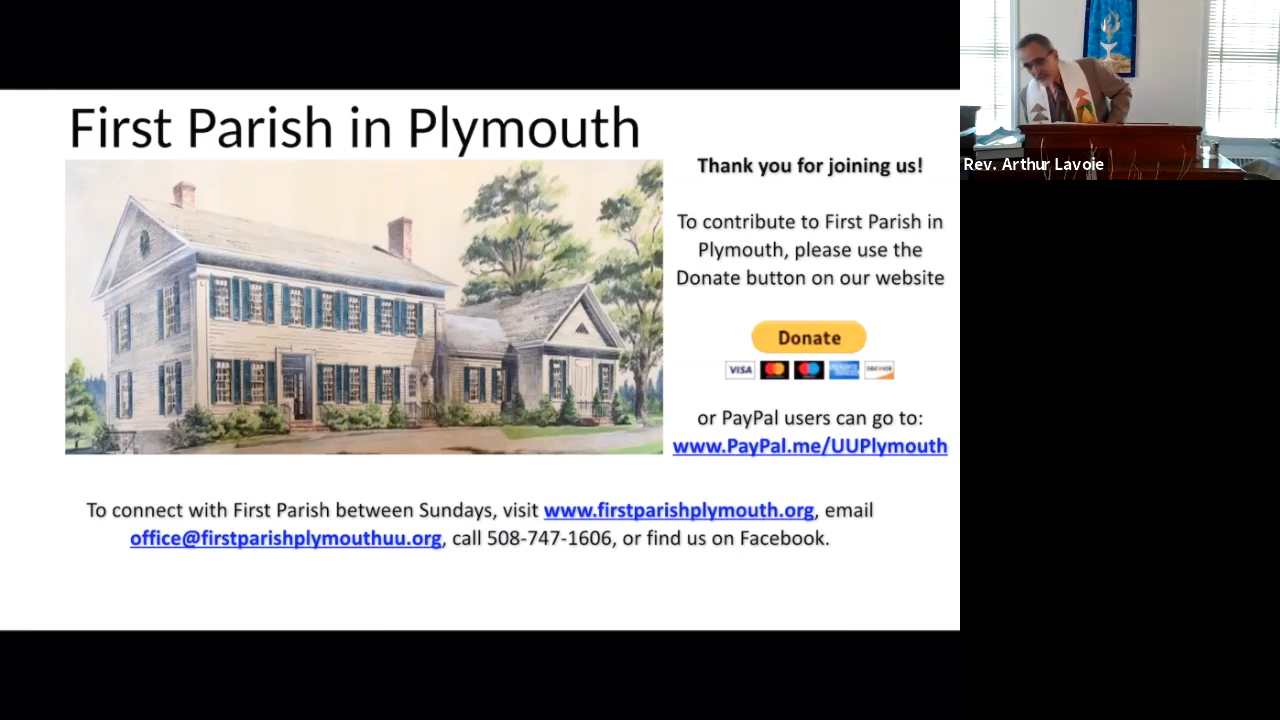 First Parish in Plymouth
Thank you for joining us!
To contribute to First Parish in
Plymouth, please use the
Donate button on our website
Donate
VISA
DISCOVER
or PayPal users can go to:
www.PayPal.me/UUPlymouth
To connect with First Parish between Sundays, visit www.firstparishplymouth.org, email
office@firstparishplymouthuu.org, call 508-747-1606, or find us on Facebook.
Rev. Arthur Lavoie